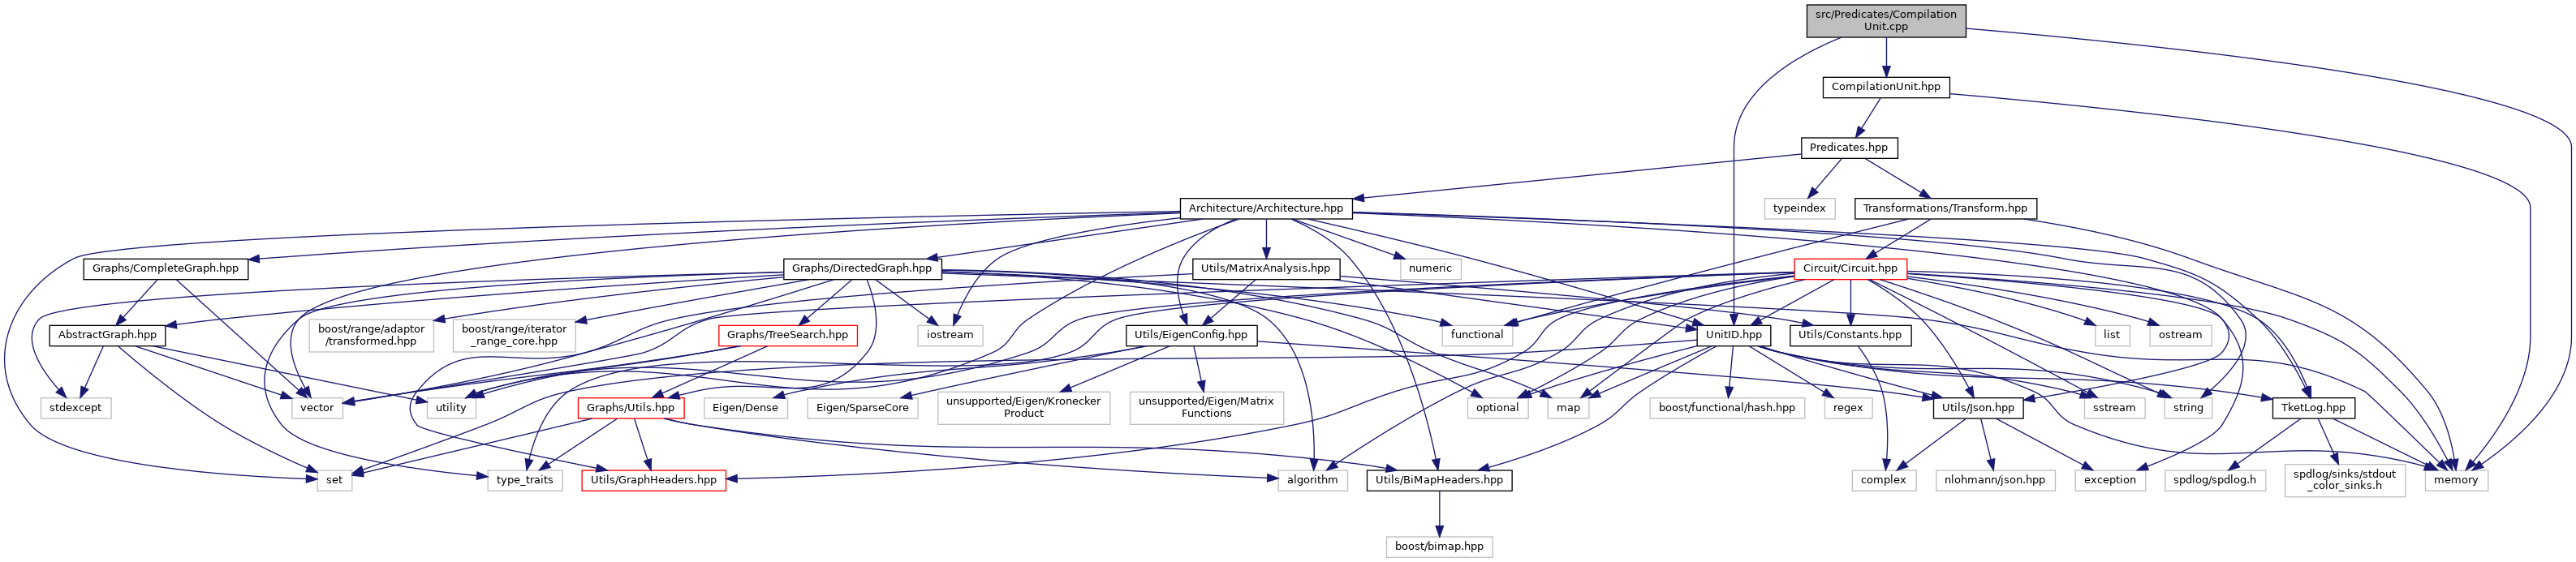 src/Predicates/Compilation
Unit.cpp
CompilationUnit.hpp
Predicates.hpp
Architecture/Architecture.hpp
typeindex
Transformations/Transform.hpp
Graphs/CompleteGraph.hpp
Graphs/DirectedGraph.hpp
Utils/MatrixAnalysis.hpp
numeric
Circuit/Circuit.hpp
AbstractGraph.hpp
boost/range/adaptor
/transformed.hpp
boost/range/iterator
_range_core.hpp
Graphs/TreeSearch.hpp
iostream
Utils/EigenConfig.hpp
functional
UnitID.hpp
Utils/Constants.hpp
list
ostream
stdexcept
vector
utility
Graphs/Utils.hpp
Eigen/Dense
Eigen/SparseCore
unsupported/Eigen/Kronecker
Product
unsupported/Eigen/Matrix
Functions
optional
map
boost/functional/hash.hpp
regex
Utils/Json.hpp
sstream
string
TketLog.hpp
set
type_traits
Utils/GraphHeaders.hpp
algorithm
Utils/BiMapHeaders.hpp
complex
nlohmann/json.hpp
exception
spdlog/spdlog.h
spdlog/sinks/stdout
_color_sinks.h
memory
boost/bimap.hpp